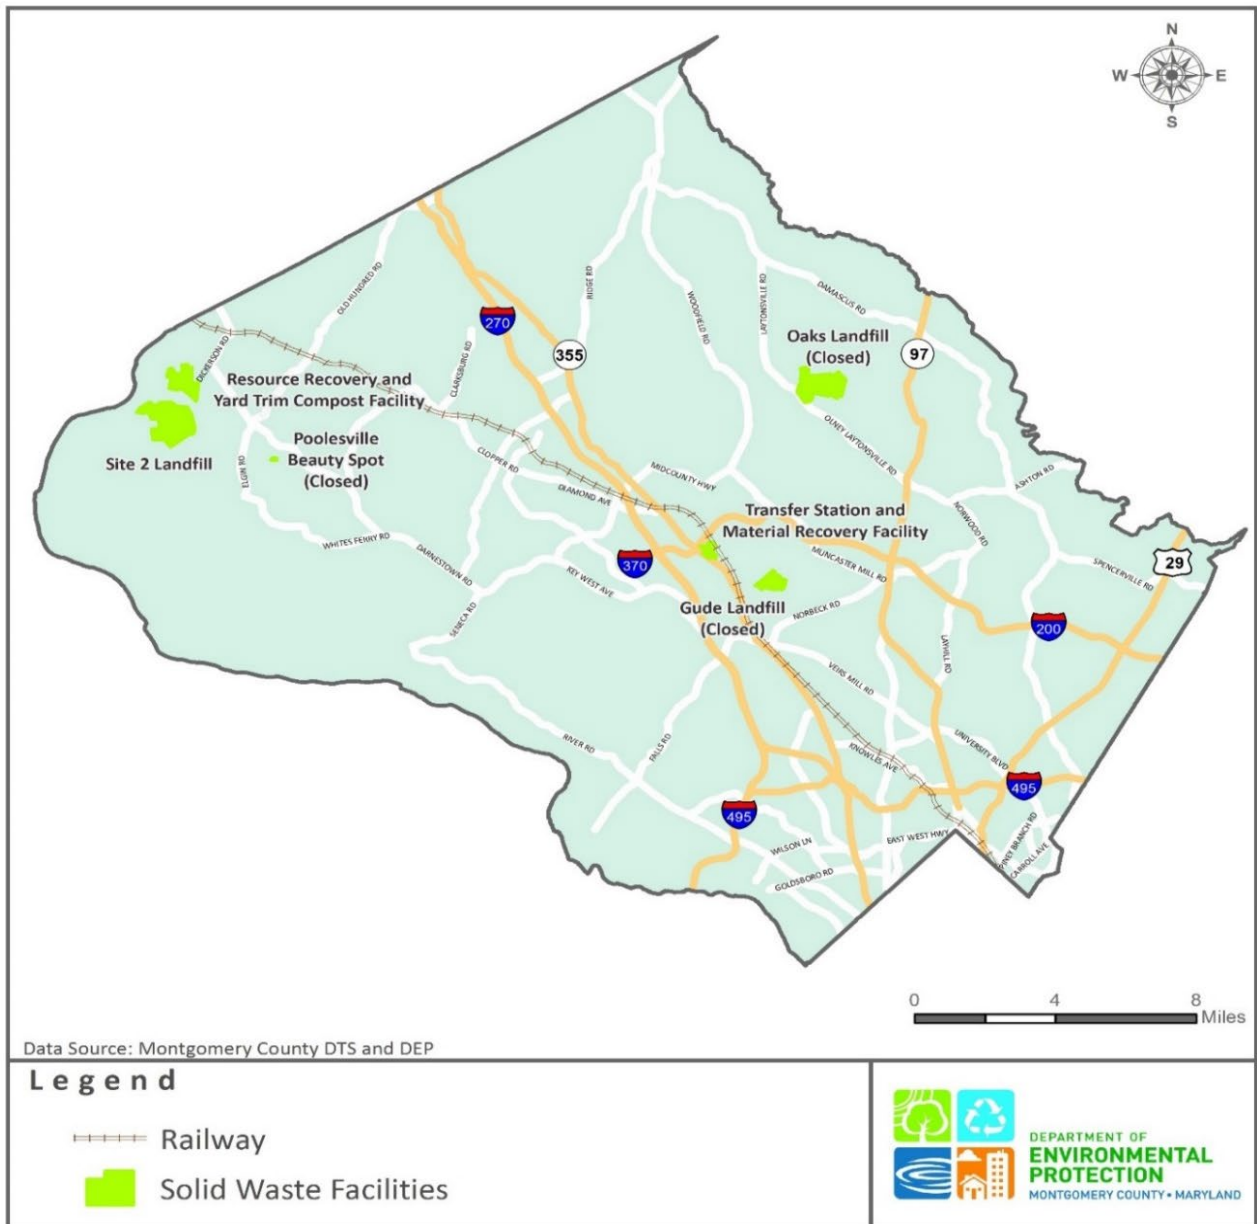 N
W
E
S
OLD HUNDRED RD
270
RIDGE RD
355
WOODFIELD RD
LAYTONSVILLE RD
DAMASCUS RD
Oaks Landfill
(Closed)
97
DICKERSON RD
Resource Recovery and
Yard Trim Compost Facility
CLARKSBURG RD
Site 2 Landfill
Poolesville
Beauty Spot
(Closed)
ELGIN RD
CLOPPER RD
DIAMOND AVE
MIDCOUNTY HWY
OLNEY LAYTONSVILLE RD
ASHTON RD
NORWOOD RD
Transfer Station and
Material Recovery Facility
WHITES FERRY RD
DARNESTOWN RD
370
KEY WEST AVE
MUNCASTER MILL RD
SPENCERVILLE RD
29
SENECA RD
Gude Landfill
(Closed)
NORBECK RD
200
LAYHILL RD
VEIRS MILL RD
RIVER RD
FALLS RD
KNOWLES AVE
UNIVERSITY BLVD
495
495
WILSON LN
EAST WEST HWY
GOLDSBORO RD
PINEY BRANCH RD
CARROLL AVE
0
4
8
Miles
Data Source: Montgomery County DTS and DEP
Legend
Railway
Solid Waste Facilities
DEPARTMENT OF
ENVIRONMENTAL
PROTECTION
MONTGOMERY COUNTY • MARYLAND